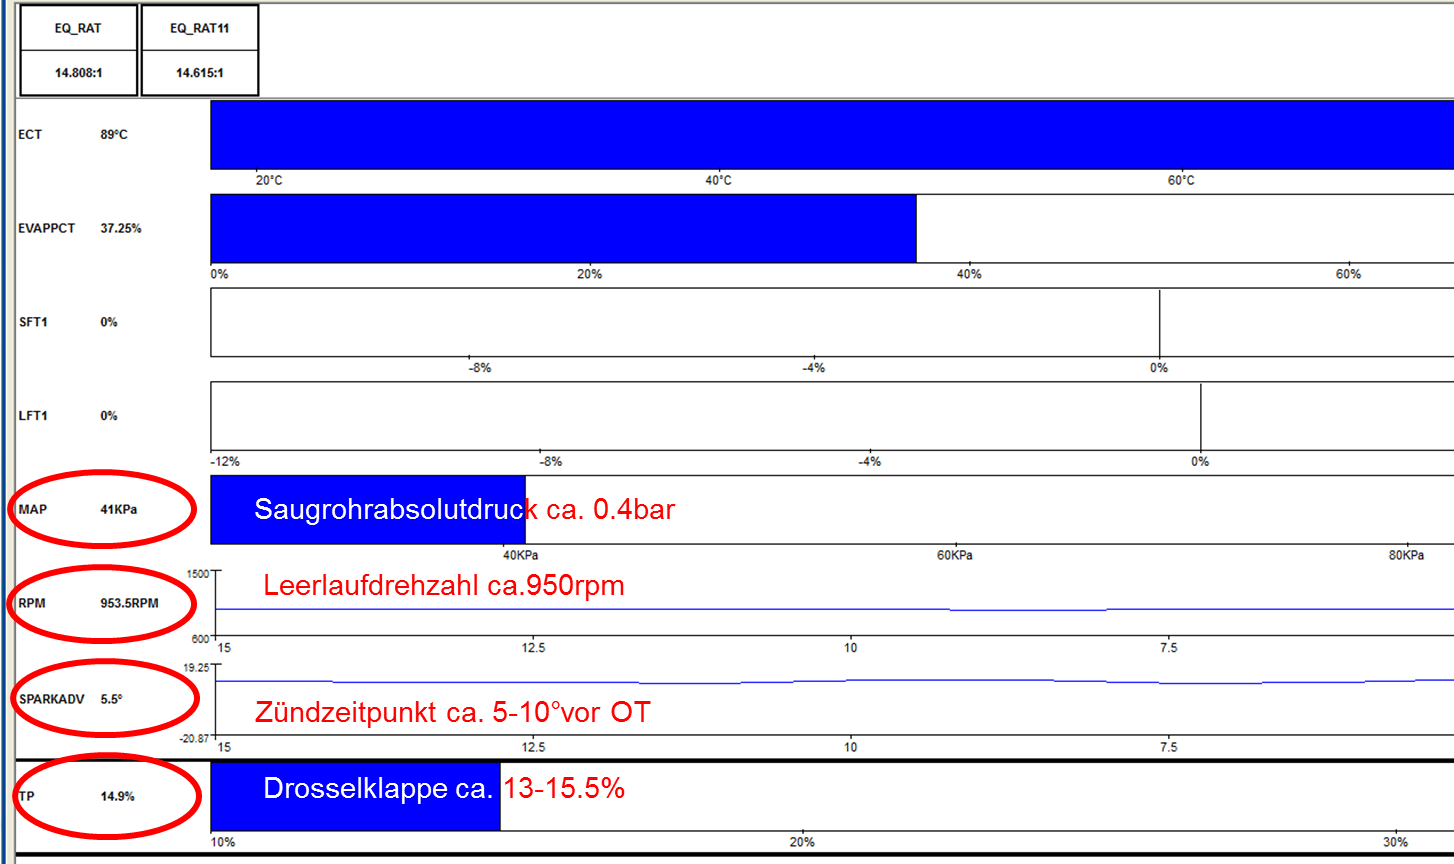 EQ_RAT EQ_RAT11
14.808:1 14.615:1
ECT 89°C
20°C 40°C 60°C
EVAPPCT 37.25%
0% 20% 40% 60%
SFT1 0%
-8% -4% 0%
LFT1 0%
-12% -8% -4% 0%
MAP 41KPa Saugrohrabsolutdruck ca. 0.4bar
40KPa 60KPa 80KPa
1500 Leerlaufdrehzahl ca.950rpm
RPM 953.5RPM
600
15 12.5 10 7.5
19.25
SPARKADV 5.5° Zündzeitpunkt ca. 5-10°vor OT
-20.87
15 12.5 10 7.5
TP 14.9% Drosselklappe ca. 13-15.5%
10% 20% 30%